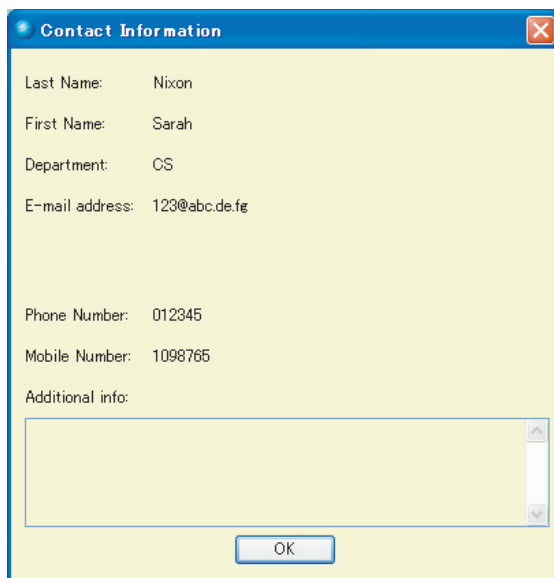 Contact Information
Last Name: Nixon
First Name: Sarah
Department: CS
E-mail address: 123@abc.de.fg
Phone Number: 012345
Mobile Number: 1098765
Additional info:
OK